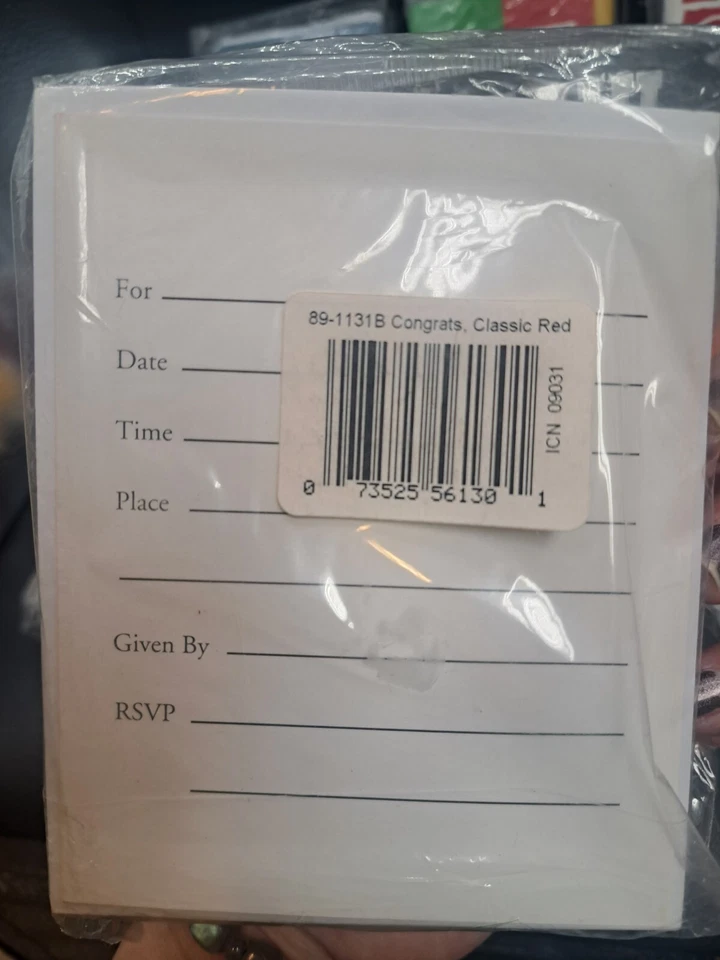 For
89-1131B Congrats, Classic Red
Date
ICN 09031
Time
0 73525 56130 1
Place
Given By
RSVP